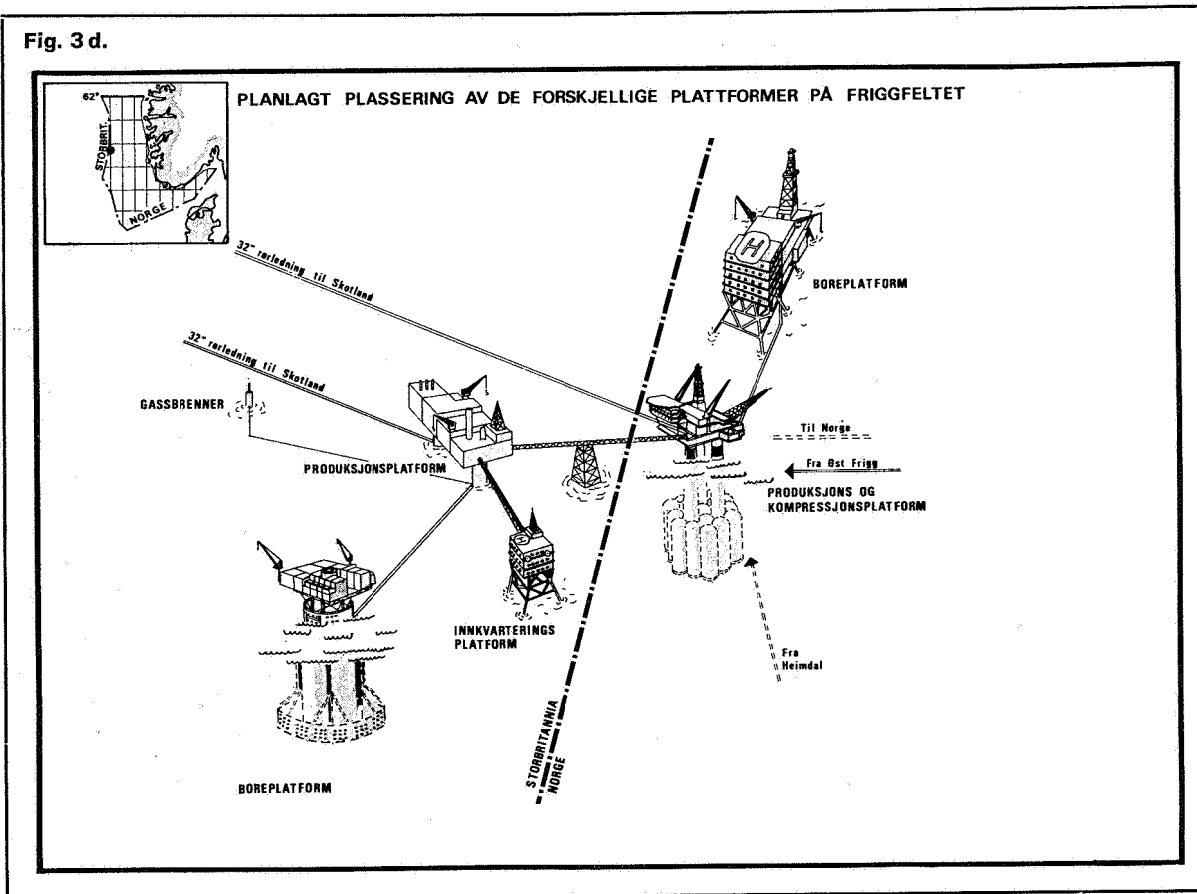 Fig. 3 d.
PLANLAGT PLASSERING AV DE FORSKJELLIGE PLATTFORMER PÅ FRIGGFELTET
62°
STORBRIT.
NORGE
32" rørledning til Skotland
BOREPLATFORM
32" rørledning til Skotland
GASSBRENNER
Til Norge
PRODUKSJONSPLATFORM
Fra Øst Frigg
PRODUKSJONS OG
KOMPRESSJONSPLATFORM
H
H
INNKVARTERINGS
PLATFORM
Fra
Heimdal
STORBRITANNIA
NORGE
BOREPLATFORM